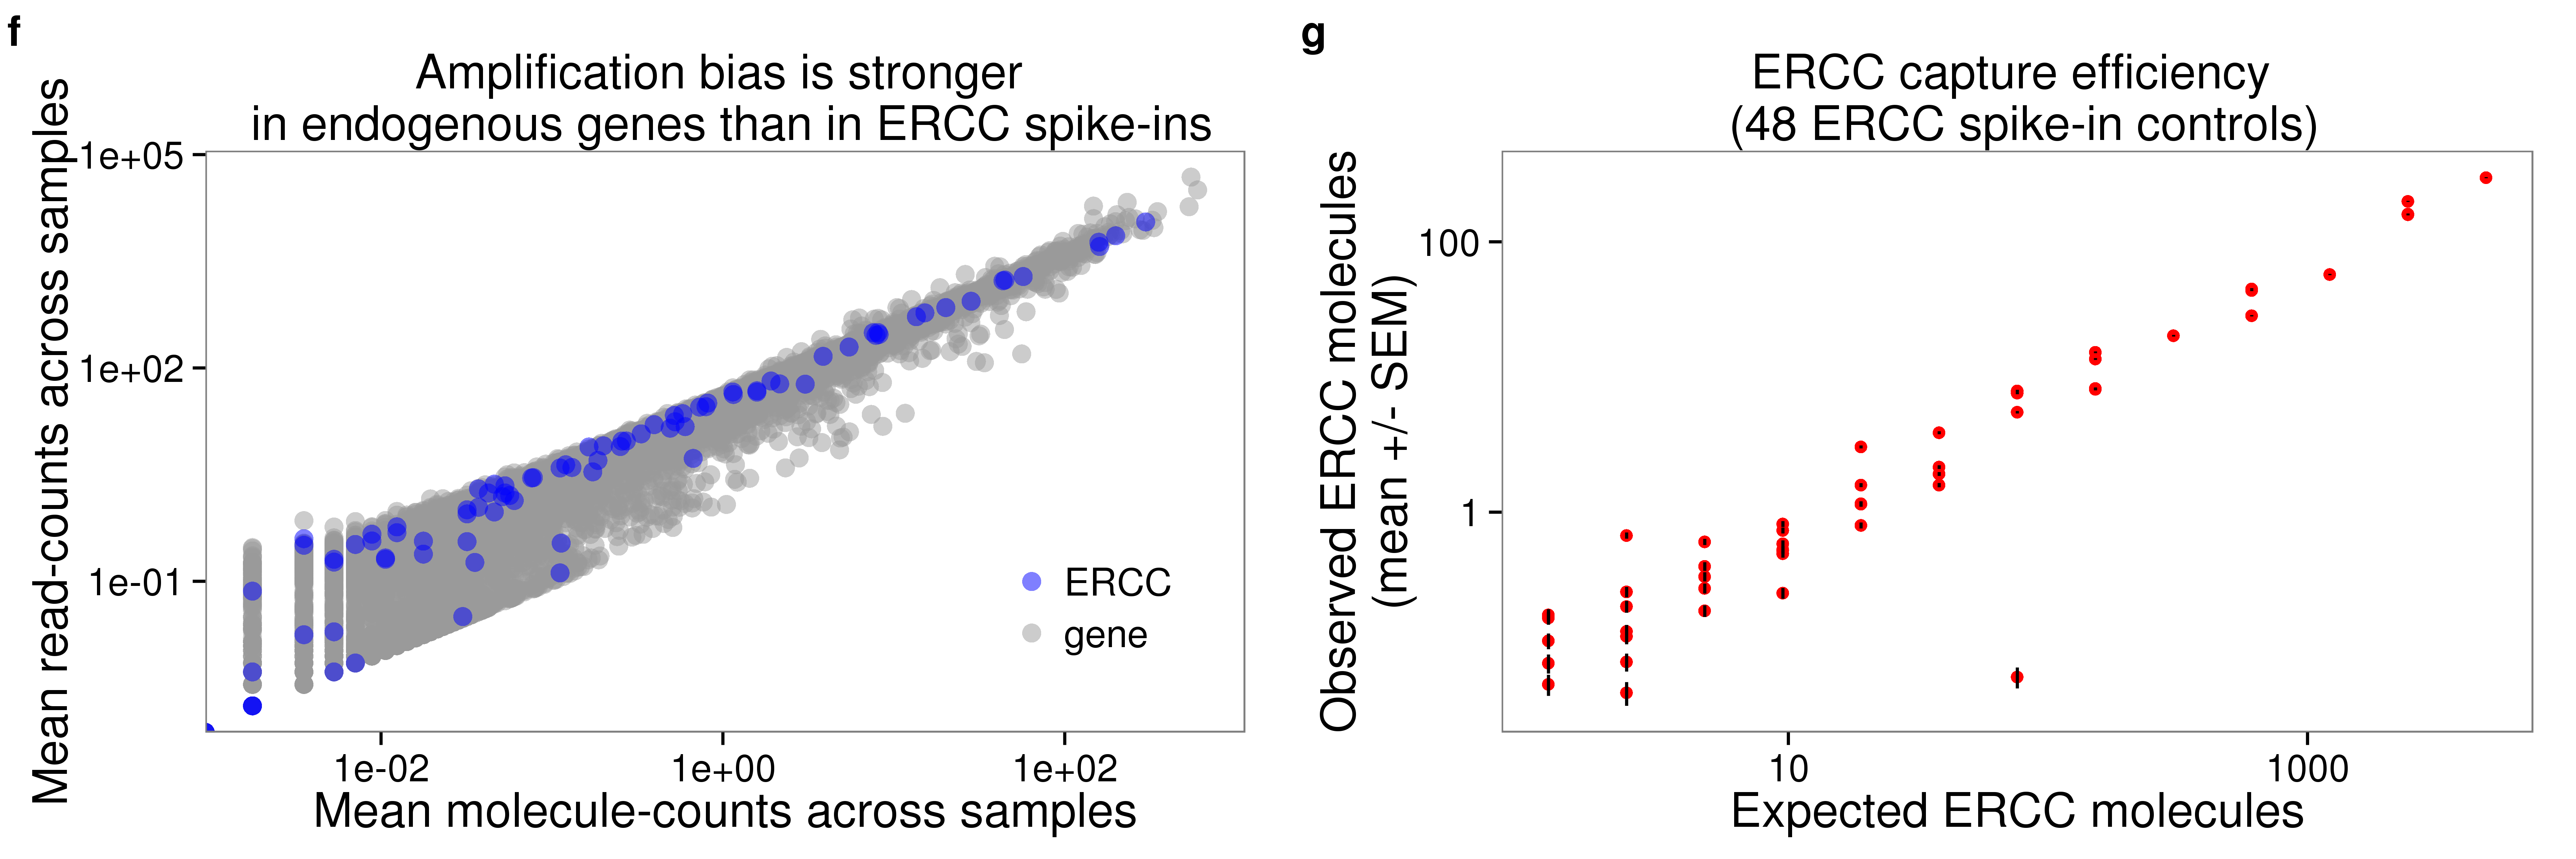 f
Amplification bias is stronger
in endogenous genes than in ERCC spike-ins
Mean read-counts across samples
1e+05
1e+02
1e-01
ERCC
gene
1e-02
1e+00
1e+02
Mean molecule-counts across samples
g
ERCC capture efficiency
(48 ERCC spike-in controls)
Observed ERCC molecules
(mean +/- SEM)
100
1
10
1000
Expected ERCC molecules